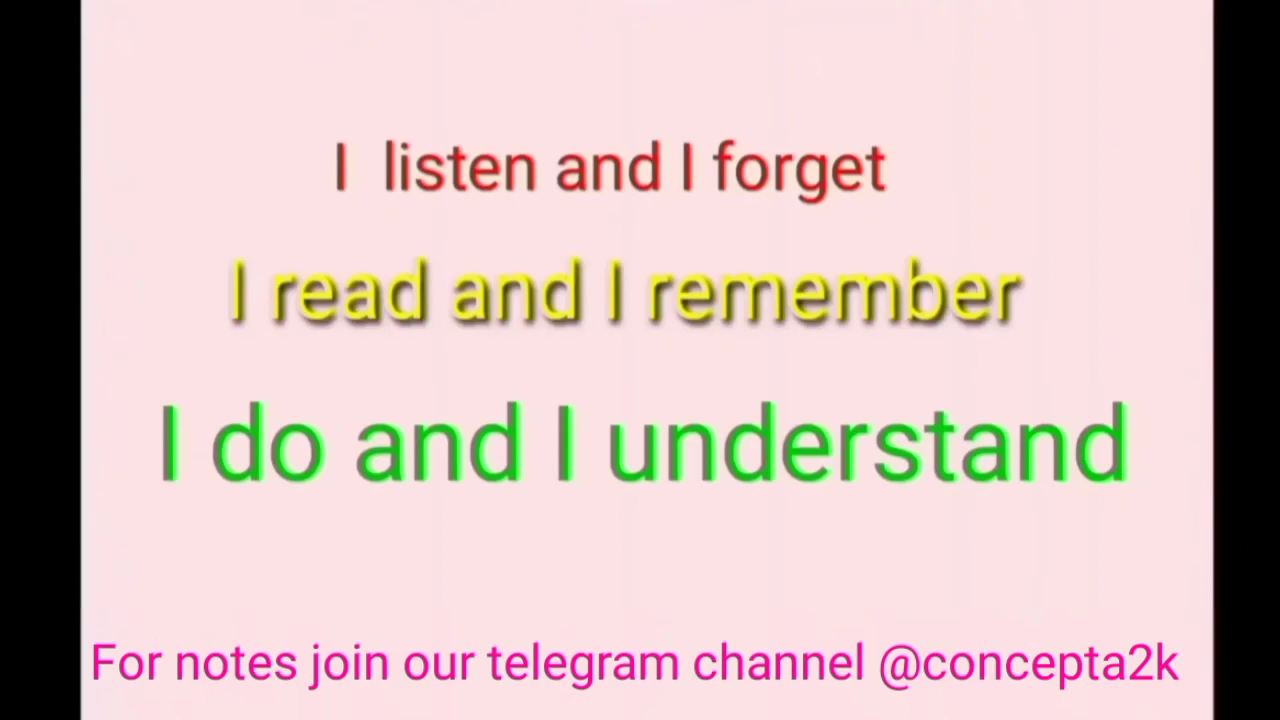 I listen and I forget
I read and I remember
I do and I understand
For notes join our telegram channel @concepta2k